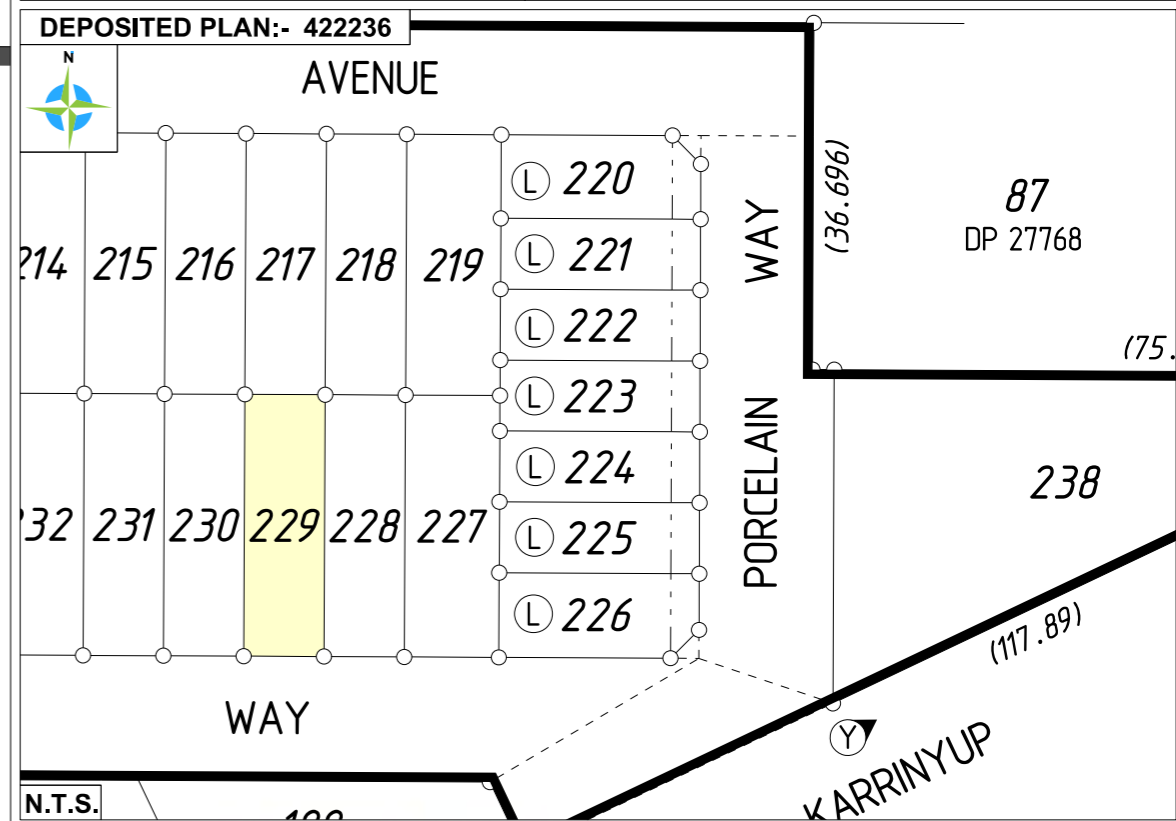 DEPOSITED PLAN:- 422236
N
AVENUE
214 215 216 217 218 219
L 220
L 221
L 222
L 223
L 224
L 225
L 226
WAY
PORCELAIN
(36.696)
87
DP 27768
(75.
238
232 231 230 229 228 227
(117.89)
WAY
Y
KARRINYUP
N.T.S.